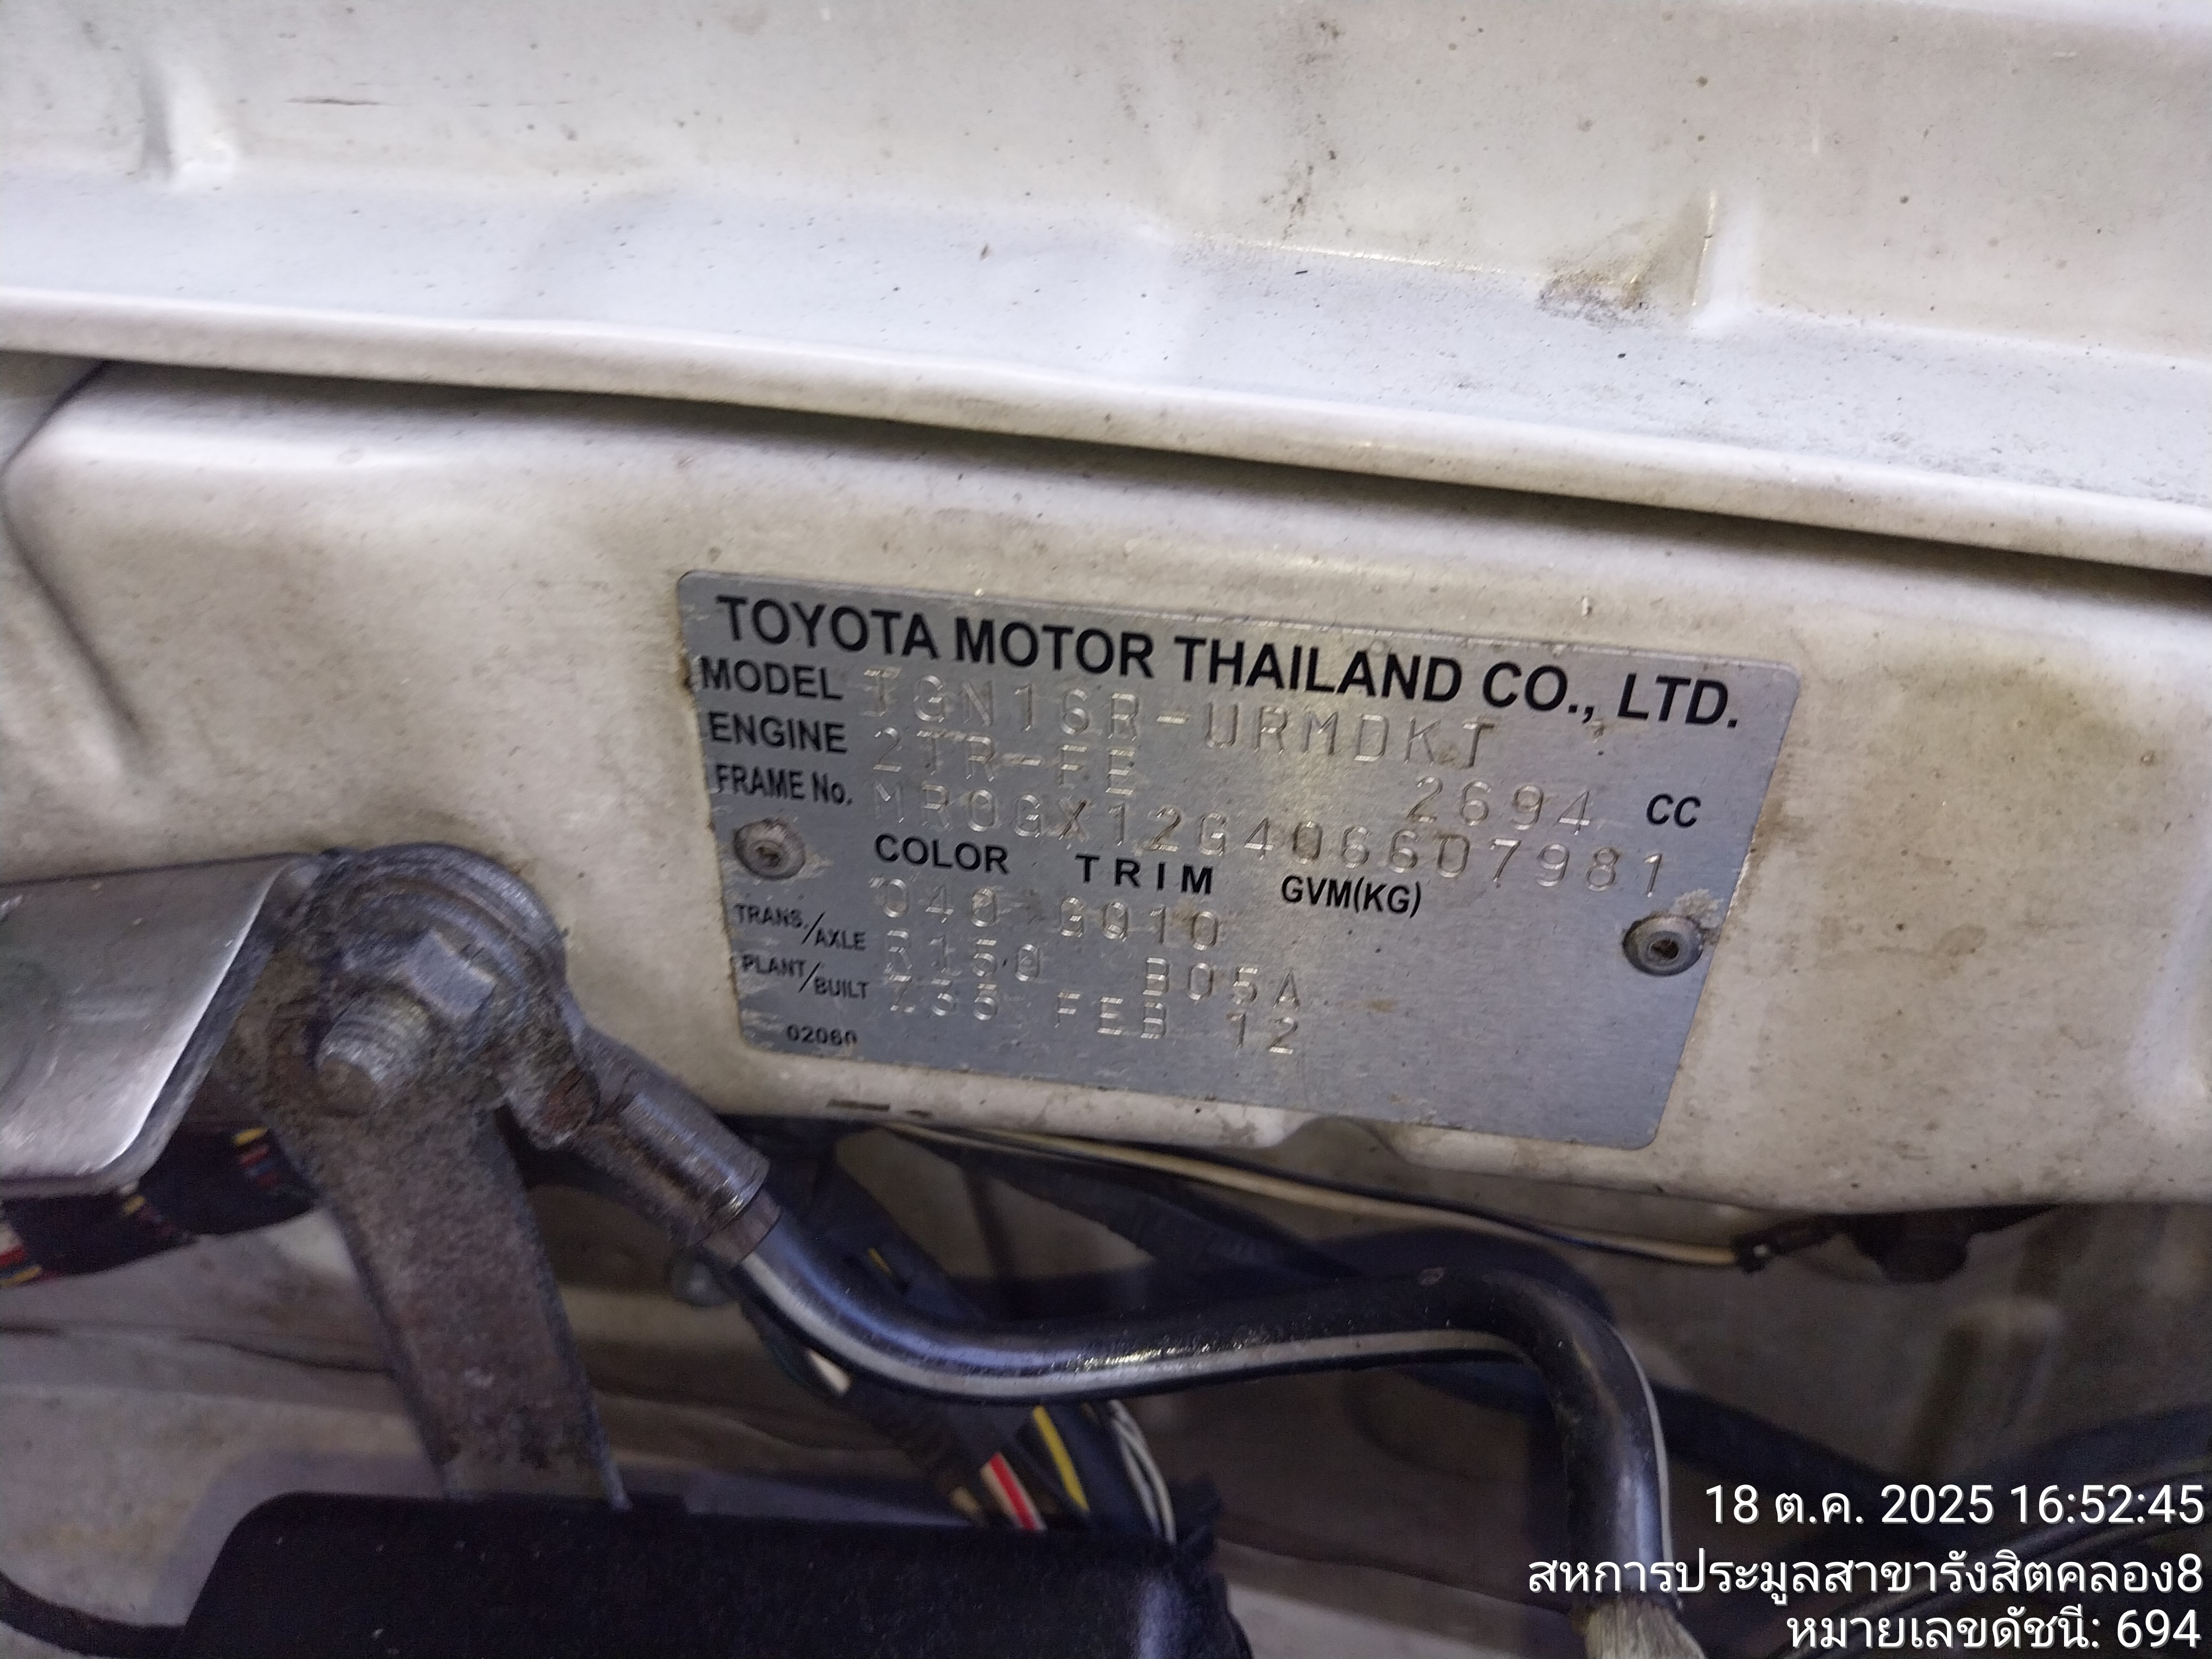 TOYOTA MOTOR THAILAND CO., LTD.
MODEL TGN16R-URMDKT
ENGINE 2TR-FE 2694 CC
FRAME No. MR0GX12G406607981
COLOR TRIM GVM(KG)
040 GQ10
TRANS./AXLE R150 B05A
PLANT/BUILT Z35 FEB 12
02060
18 ต.ค. 2025 16:52:45
สหการประมูลสาขารังสิตคลอง8
หมายเลขดัชนี: 694